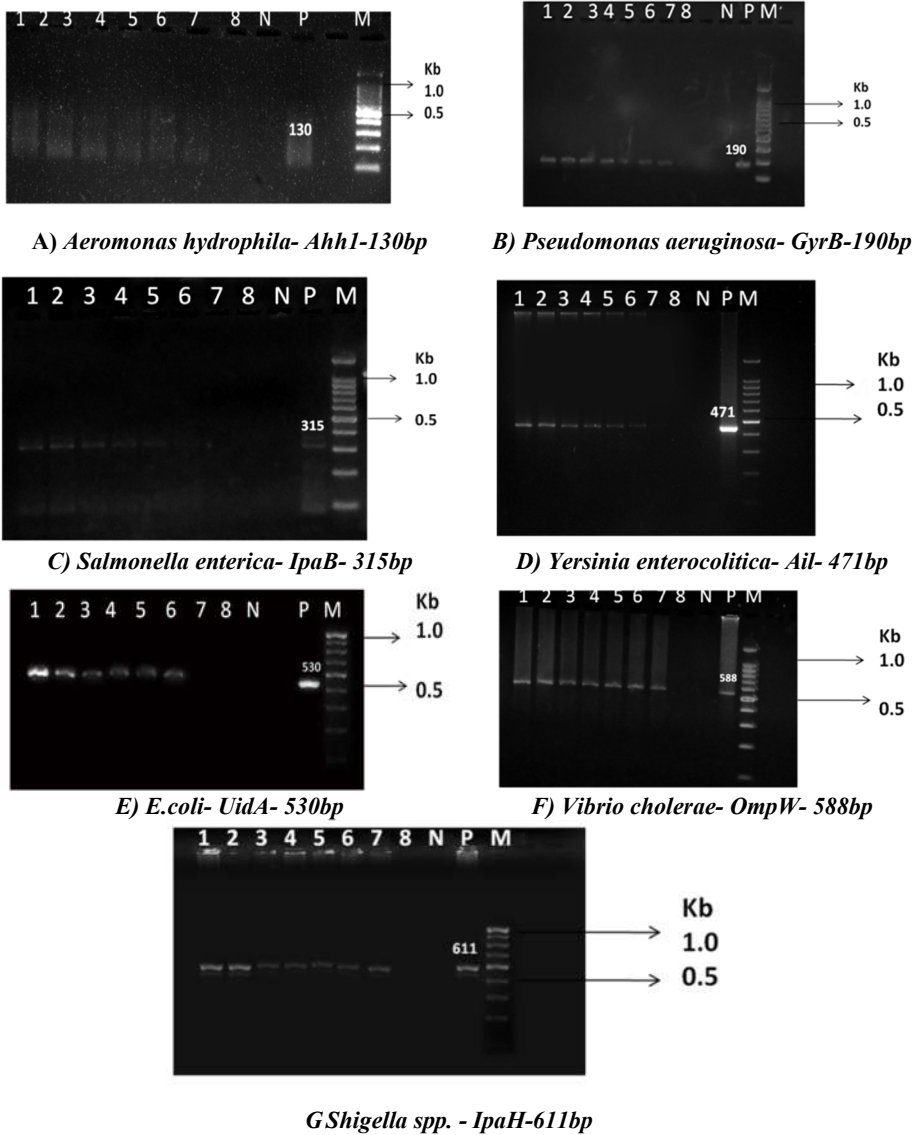 1 2 3 4 5 6 7 8 N P M
Kb
1.0
0.5
130
A) Aeromonas hydrophila- Ahh1-130bp
1 2 3 4 5 6 7 8 N P M
Kb
1.0
0.5
190
B) Pseudomonas aeruginosa- GyrB-190bp
1 2 3 4 5 6 7 8 N P M
Kb
1.0
0.5
315
C) Salmonella enterica- IpaB- 315bp
1 2 3 4 5 6 7 8 N P M
Kb
1.0
0.5
471
D) Yersinia enterocolitica- Ail- 471bp
1 2 3 4 5 6 7 8 N P M
Kb
1.0
530
0.5
E) E.coli- UidA- 530bp
1 2 3 4 5 6 7 8 N P M
Kb
1.0
588
0.5
F) Vibrio cholerae- OmpW- 588bp
1 2 3 4 5 6 7 8 N P M
Kb
1.0
611
0.5
G Shigella spp. - IpaH-611bp